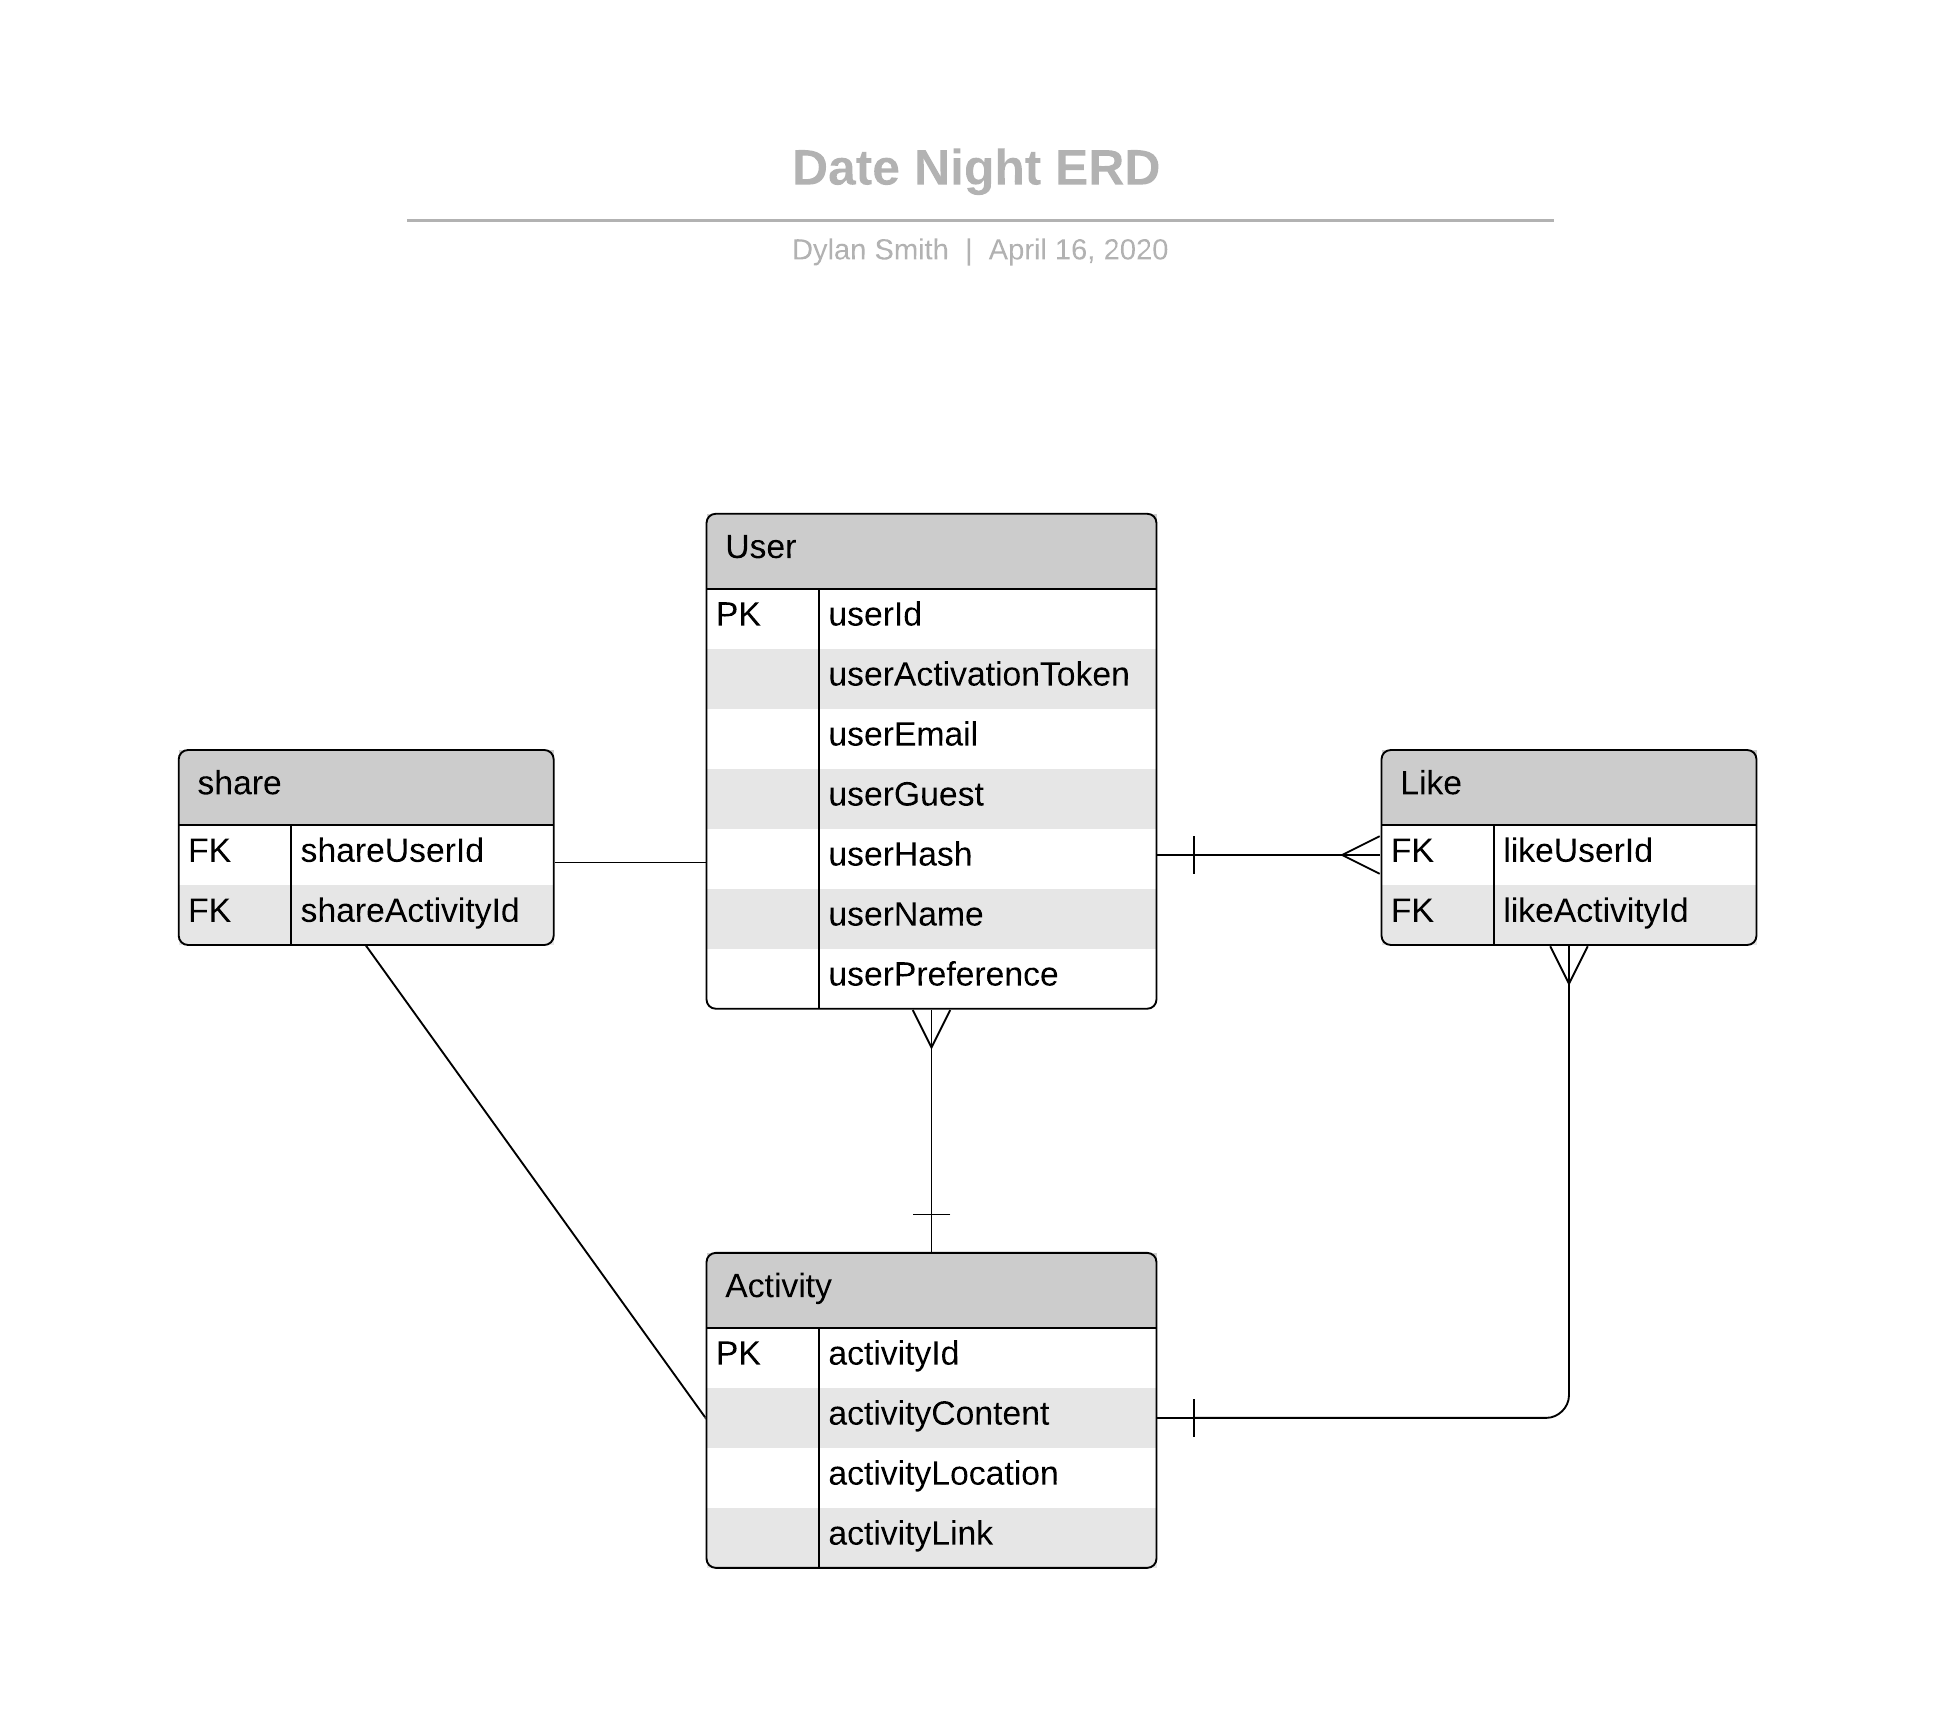 Date Night ERD
Dylan Smith | April 16, 2020
User
PK userId
userActivationToken
userEmail
userGuest
userHash
userName
userPreference
share
FK shareUserId
FK shareActivityId
Like
FK likeUserId
FK likeActivityId
Activity
PK activityId
activityContent
activityLocation
activityLink